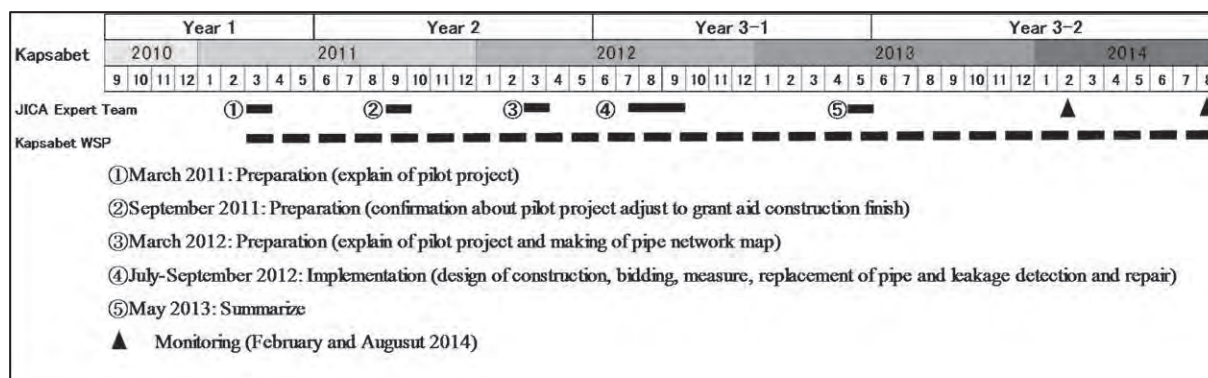 Year 1 Year 2 Year 3-1 Year 3-2
Kapsabet 2010 2011 2012 2013 2014
9 10 11 12 1 2 3 4 5 6 7 8 9 10 11 12 1 2 3 4 5 6 7 8 9 10 11 12 1 2 3 4 5 6 7 8 9 10 11 12 1 2 3 4 5 6 7 8
JICA Expert Team ① ② ③ ④ ⑤ ▲ ▲
Kapsabet WSP
①March 2011: Preparation (explain of pilot project)
②September 2011: Preparation (confirmation about pilot project adjust to grant aid construction finish)
③March 2012: Preparation (explain of pilot project and making of pipe network map)
④July-September 2012: Implementation (design of construction, bidding, measure, replacement of pipe and leakage detection and repair)
⑤May 2013: Summarize
▲ Monitoring (February and Augusut 2014)